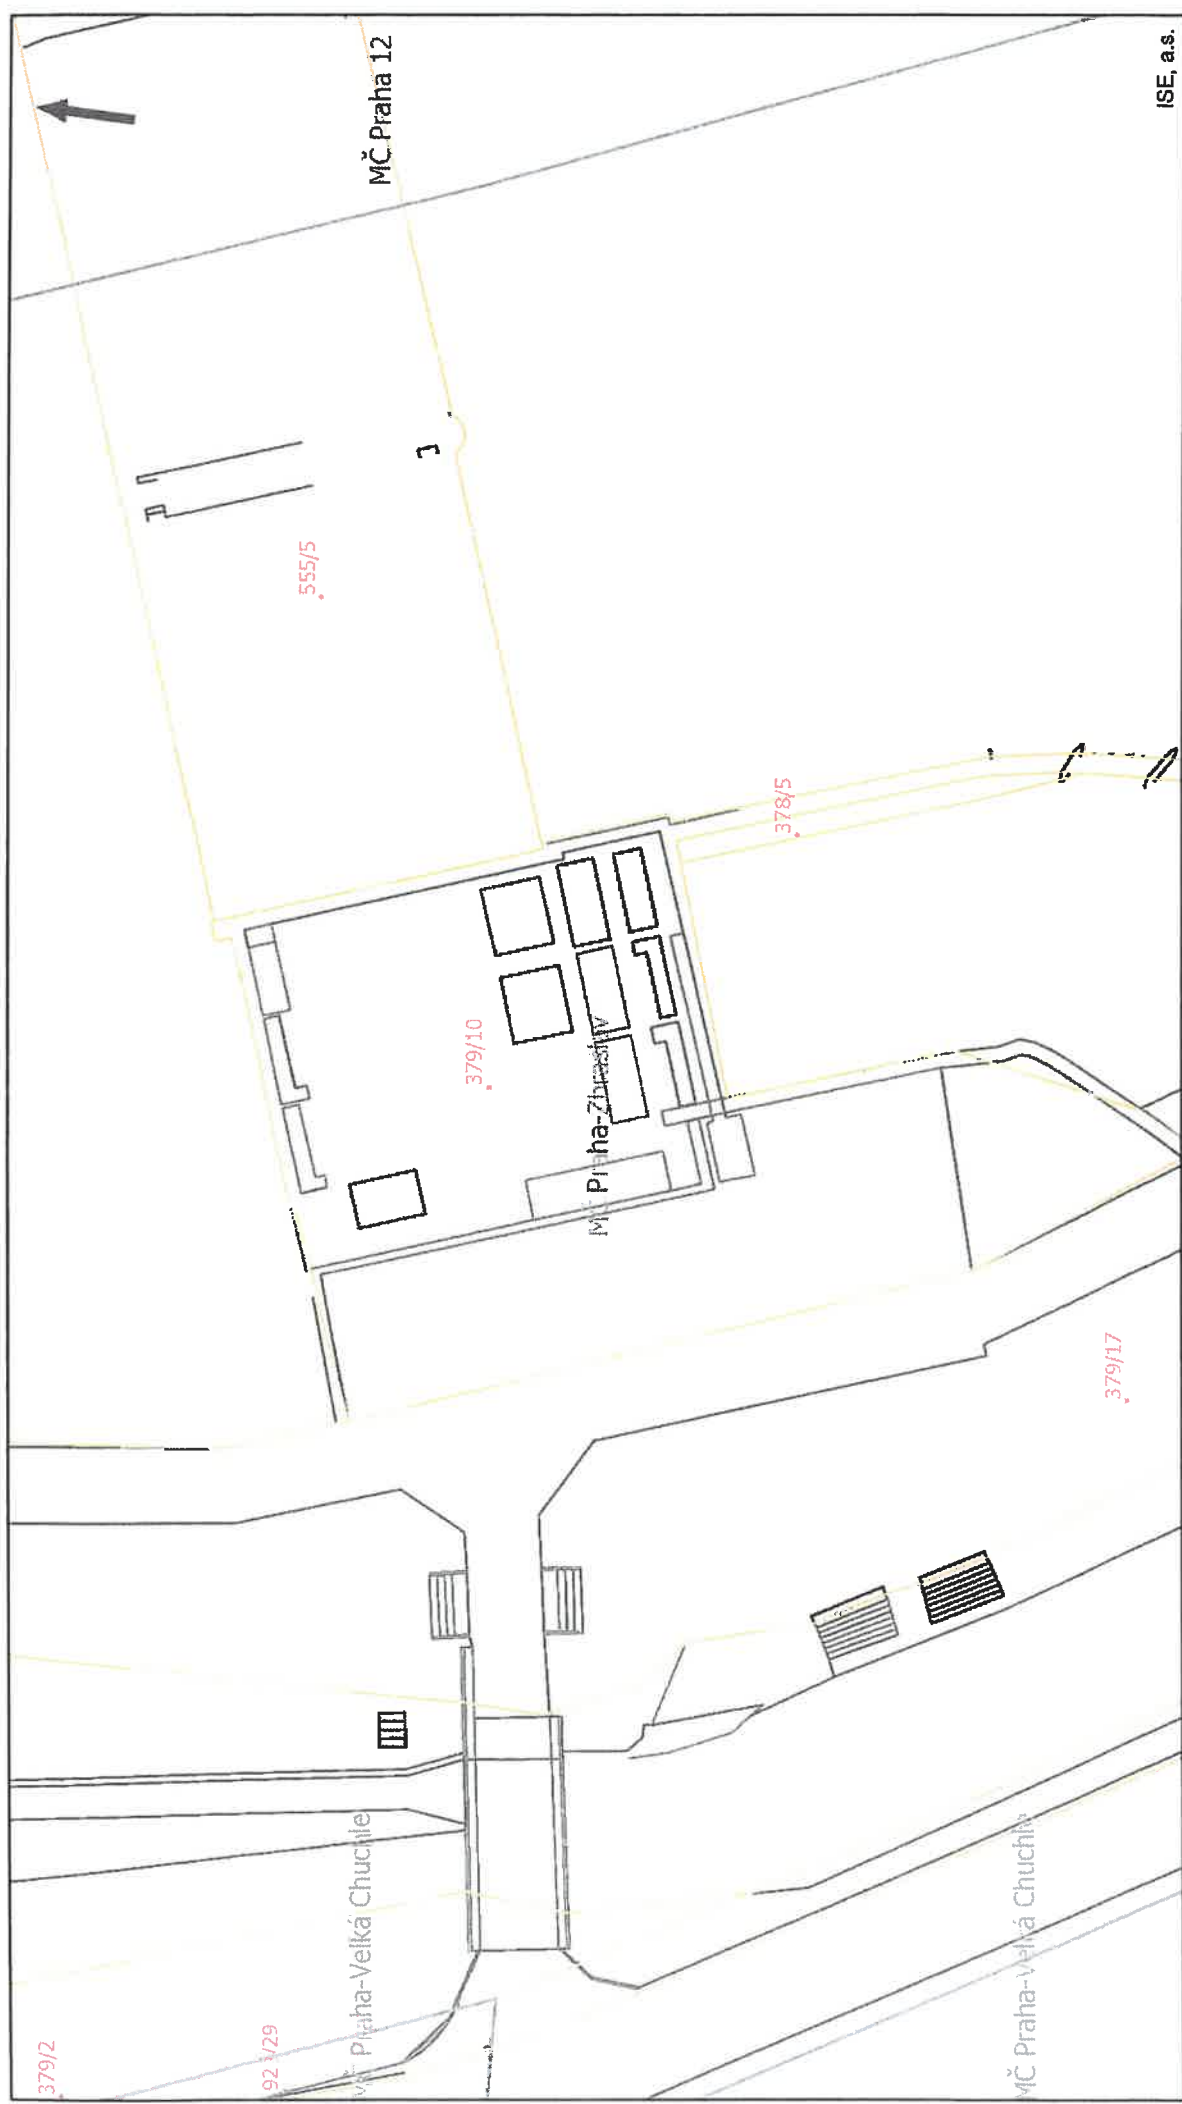 MČ Praha 12
ISE, a.s.
555/5
378/5
379/10
MČ Praha-Zbraslav
379/17
MČ Praha-Velká Chuchle
MČ Praha-Velká Chuchle
379/2